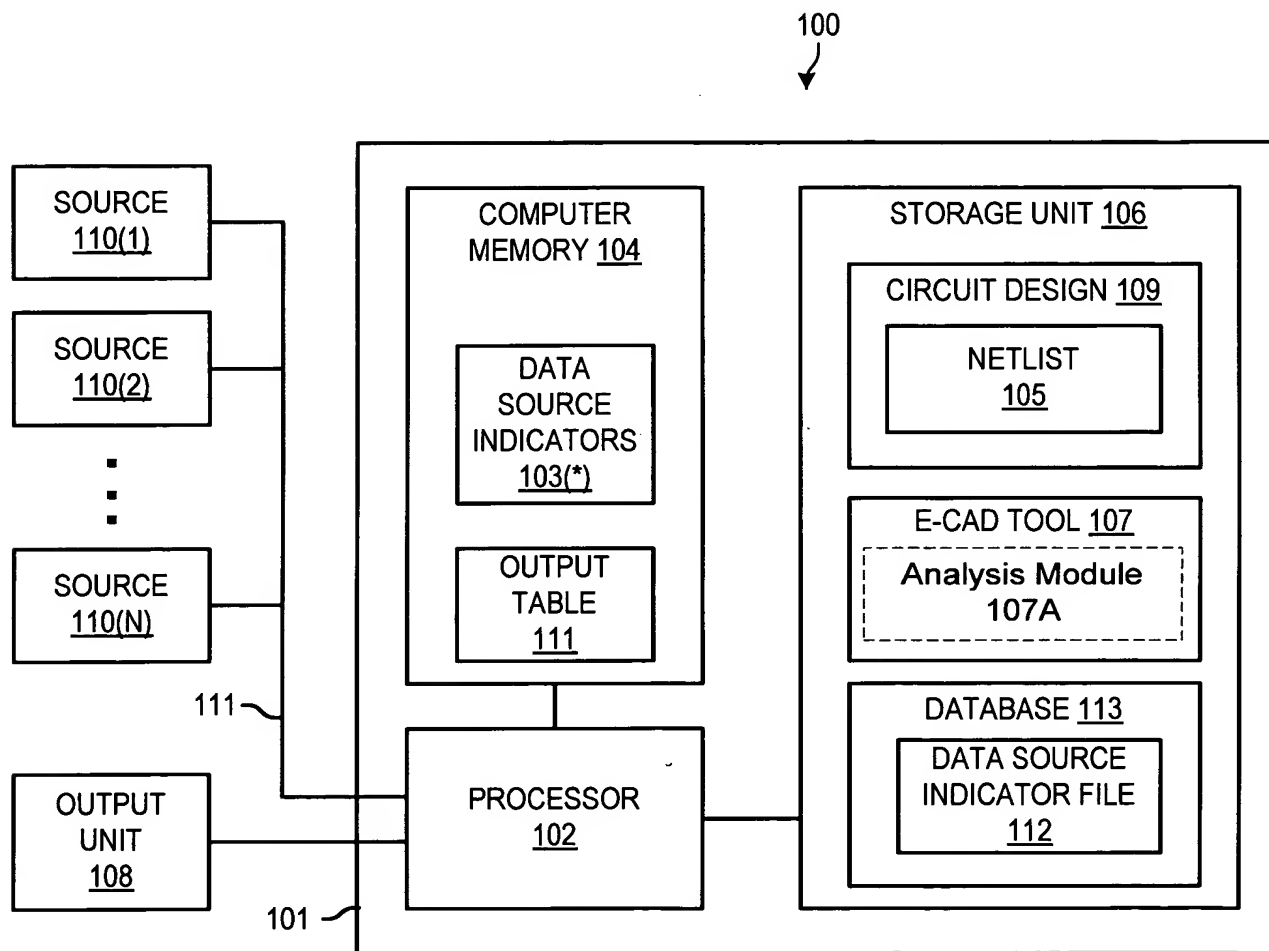 100
SOURCE
110(1)
SOURCE
110(2)
SOURCE
110(N)
111
OUTPUT
UNIT
108
101
COMPUTER
MEMORY 104
DATA
SOURCE
INDICATORS
103(*)
OUTPUT
TABLE
111
PROCESSOR
102
STORAGE UNIT 106
CIRCUIT DESIGN 109
NETLIST
105
E-CAD TOOL 107
Analysis Module
107A
DATABASE 113
DATA SOURCE
INDICATOR FILE
112